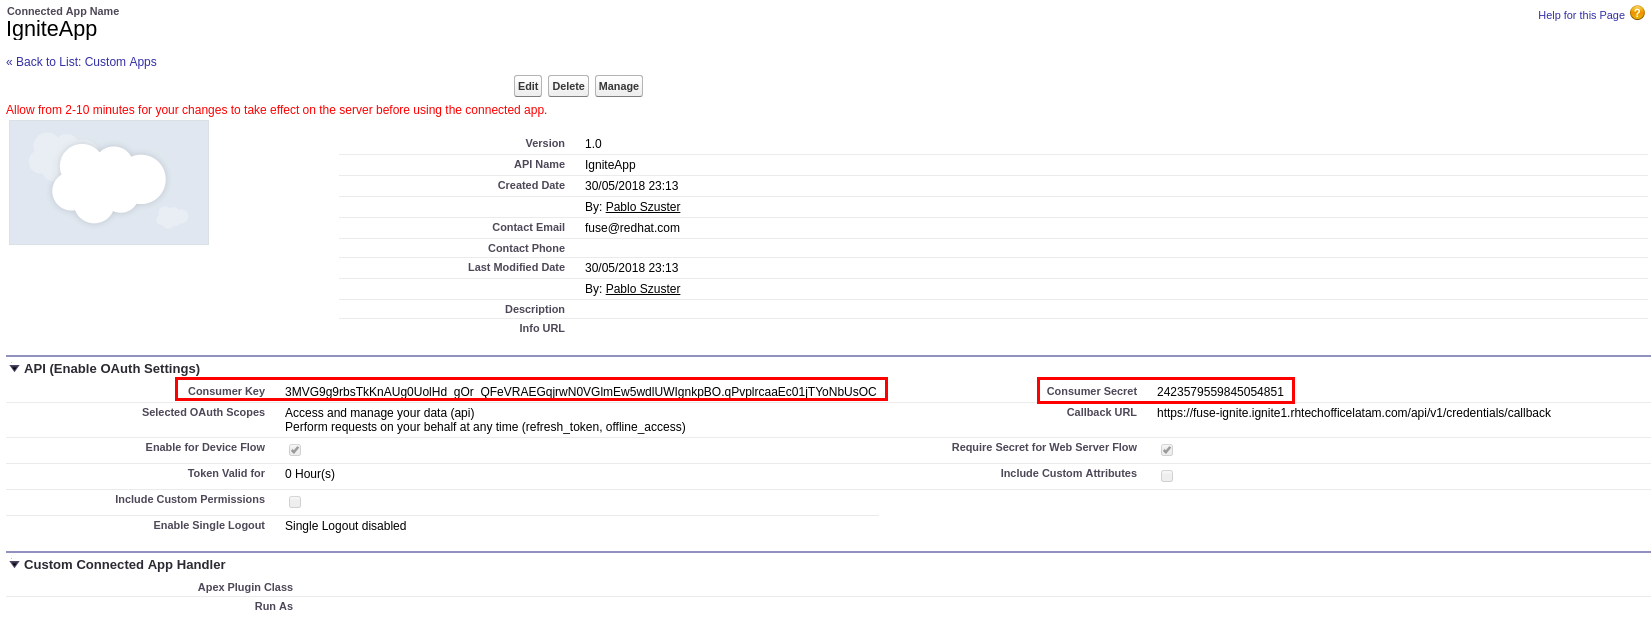 Connected App Name
IgniteApp
Help for this Page ?
« Back to List: Custom Apps
Edit Delete Manage
Allow from 2-10 minutes for your changes to take effect on the server before using the connected app.
Version 1.0
API Name IgniteApp
Created Date 30/05/2018 23:13
By: Pablo Szuster
Contact Email fuse@redhat.com
Contact Phone
Last Modified Date 30/05/2018 23:13
By: Pablo Szuster
Description
Info URL
API (Enable OAuth Settings)
Consumer Key 3MVG9g9rbsTkKnAUg0UolHd_gOr_QFeVRAEGqjrwN0VGlmEw5wdlUWIgnkpBO.qPvplrcaaEc01jTYoNbUsOC Consumer Secret 2423579559845054851
Selected OAuth Scopes Access and manage your data (api) Callback URL https://fuse-ignite.ignite1.rhtechofficelatam.com/api/v1/credentials/callback
Perform requests on your behalf at any time (refresh_token, offline_access)
Enable for Device Flow Require Secret for Web Server Flow
Token Valid for 0 Hour(s) Include Custom Attributes
Include Custom Permissions
Enable Single Logout Single Logout disabled
Custom Connected App Handler
Apex Plugin Class
Run As